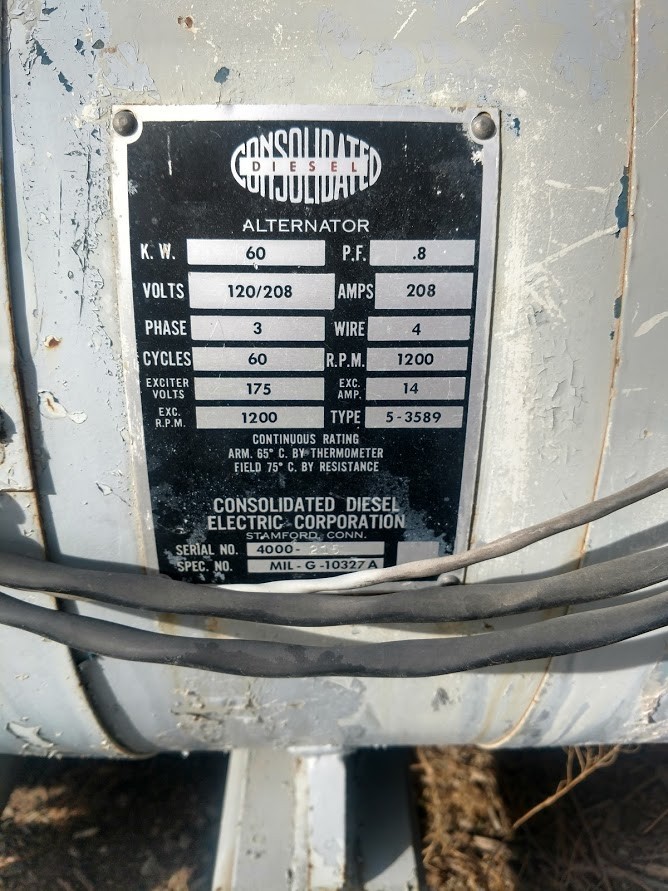 CONSOLIDATED
DIESEL
ALTERNATOR
K. W. 60 P.F. .8
VOLTS 120/208 AMPS 208
PHASE 3 WIRE 4
CYCLES 60 R.P.M. 1200
EXCITER VOLTS 175 EXC. AMP. 14
EXC. R.P.M. 1200 TYPE 5-3589
CONTINUOUS RATING
ARM. 65° C. BY THERMOMETER
FIELD 75° C. BY RESISTANCE
CONSOLIDATED DIESEL
ELECTRIC CORPORATION
STAMFORD, CONN.
SERIAL NO. 4000-
SPEC. NO. MIL-G-10327A